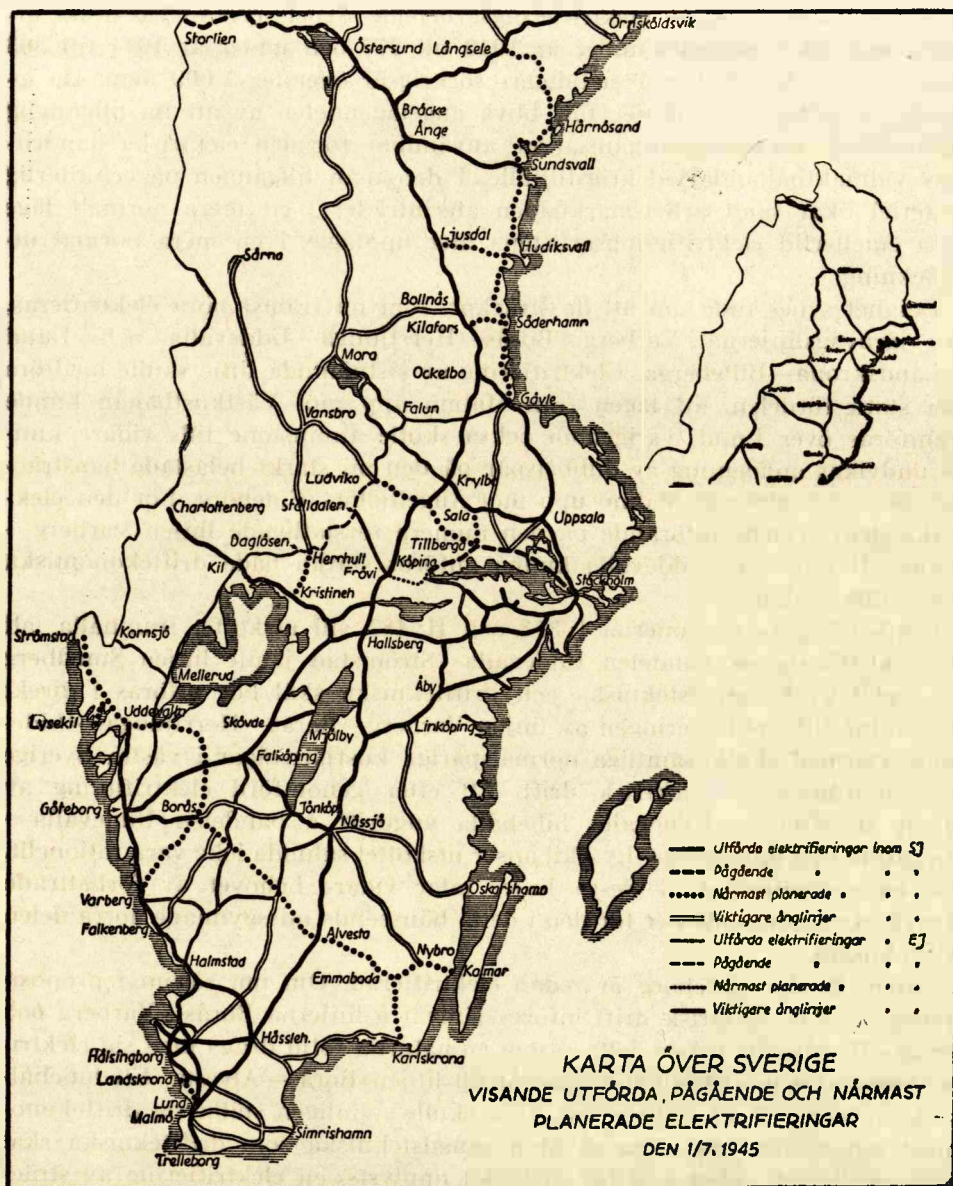 Storlien
Örnsköldsvik
Östersund
Långsele
Bräcke
Ånge
Härnösand
Sundsvall
Ljusdal
Hudiksvall
Särna
Bollnäs
Kilafors
Söderhamn
Mora
Ockelbo
Gävle
Vansbro
Falun
Ludvika
Krylbo
Charlottenberg
Ställdalen
Sala
Uppsala
Daglösen
Tillberga
Kil
Herrhult
Frövi
Köping
Stockholm
Kristineh
Strömstad
Kornsjö
Hallsberg
Mellerud
Åby
Lysekil
Uddevalla
Skövde
Mjölby
Linköping
Falköping
Göteborg
Borås
Jönköp
Nässjö
Varberg
Oskarshamn
Falkenberg
Alvesta
Nybro
Halmstad
Emmaboda
Kalmar
Hässleh.
Karlskrona
Hälsingborg
Landskrona
Lund
Malmö
Simrishamn
Trelleborg
Utförda elektrifieringar inom SJ
Pågående " " "
Närmast planerade " " "
Viktigare ånglinjer " "
Utförda elektrifieringar " EJ
Pågående " " "
Närmast planerade " " "
Viktigare ånglinjer " "
KARTA ÖVER SVERIGE
VISANDE UTFÖRDA, PÅGÅENDE OCH NÄRMAST
PLANERADE ELEKTRIFIERINGAR
DEN 1/7. 1945